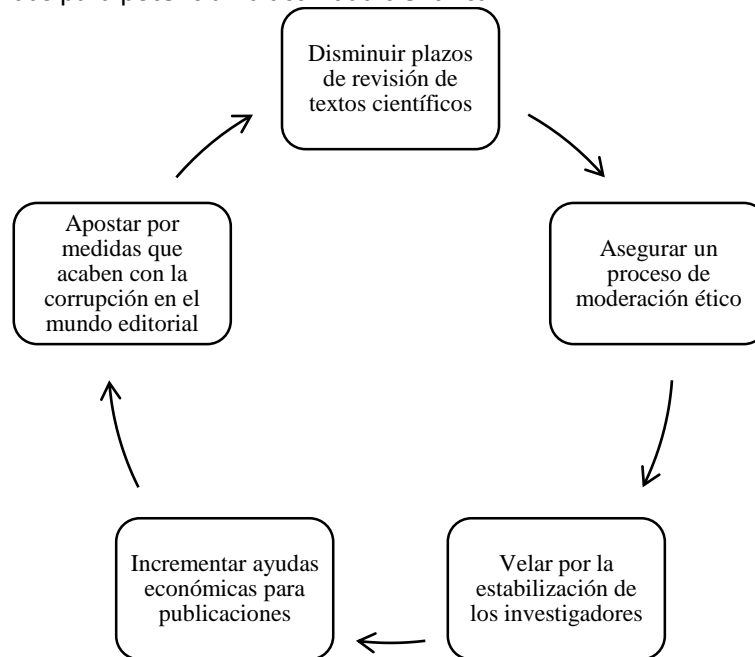 Disminuir plazos
de revisión de
textos científicos
Asegurar un
proceso de
moderación ético
Velar por la
estabilización de
los investigadores
Incrementar ayudas
económicas para
publicaciones
Apostar por
medidas que
acaben con la
corrupción en el
mundo editorial